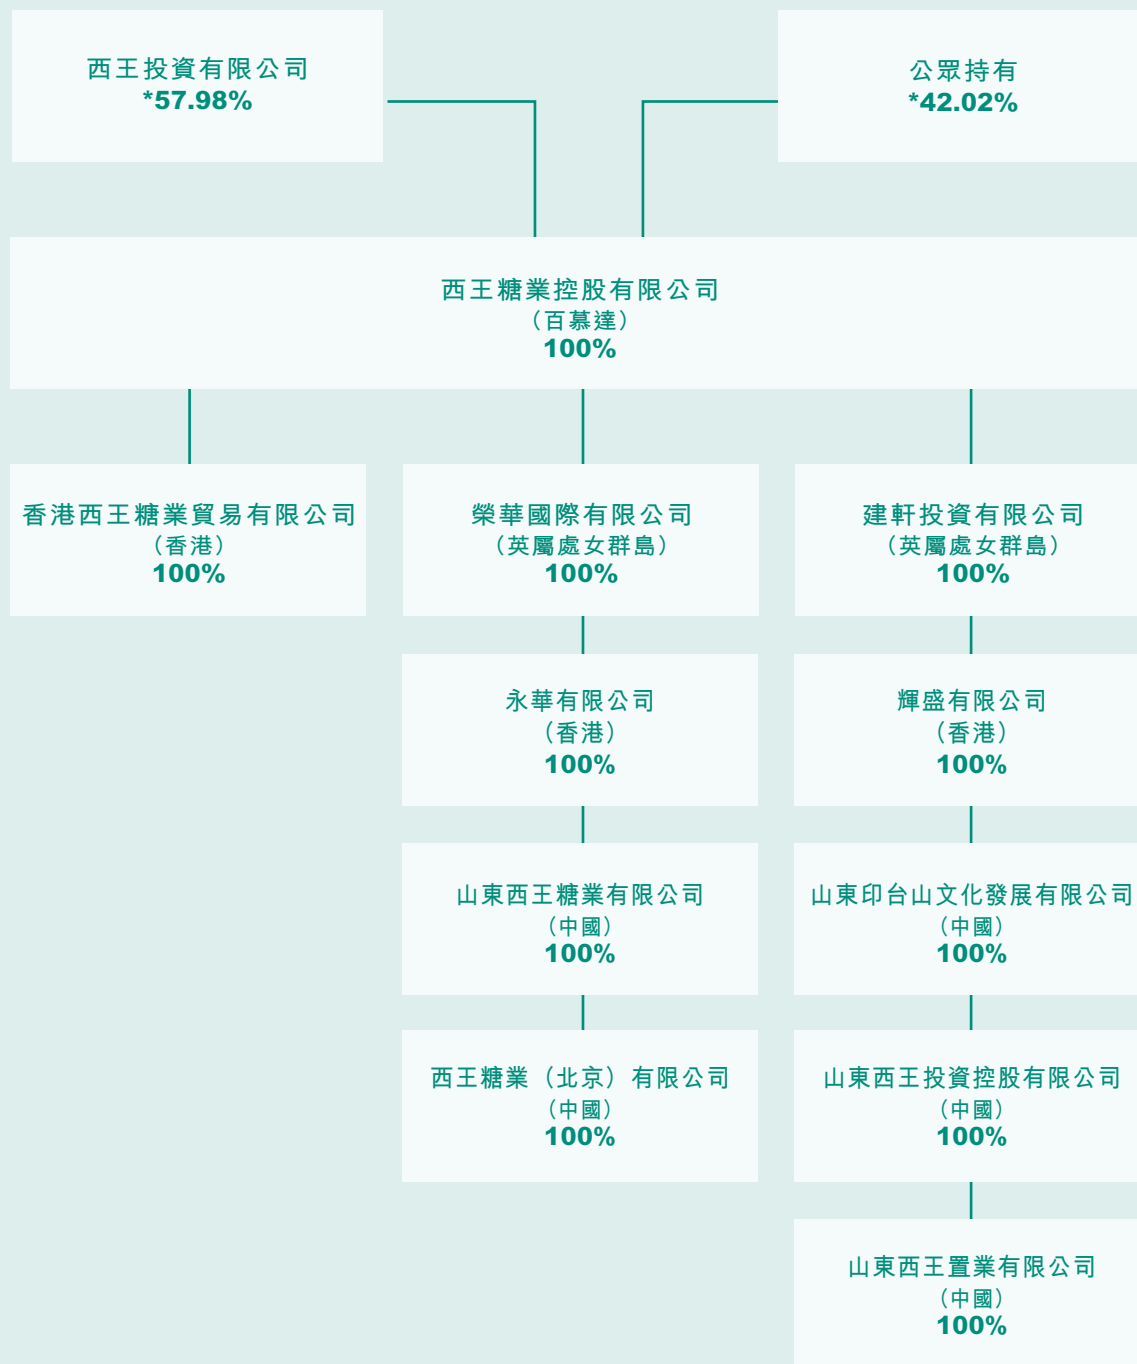 西王投資有限公司
*57.98%
公眾持有
*42.02%
西王糖業控股有限公司
（百慕達）
100%
香港西王糖業貿易有限公司
（香港）
100%
榮華國際有限公司
（英屬處女群島）
100%
建軒投資有限公司
（英屬處女群島）
100%
永華有限公司
（香港）
100%
輝盛有限公司
（香港）
100%
山東西王糖業有限公司
（中國）
100%
山東印台山文化發展有限公司
（中國）
100%
西王糖業（北京）有限公司
（中國）
100%
山東西王投資控股有限公司
（中國）
100%
山東西王置業有限公司
（中國）
100%